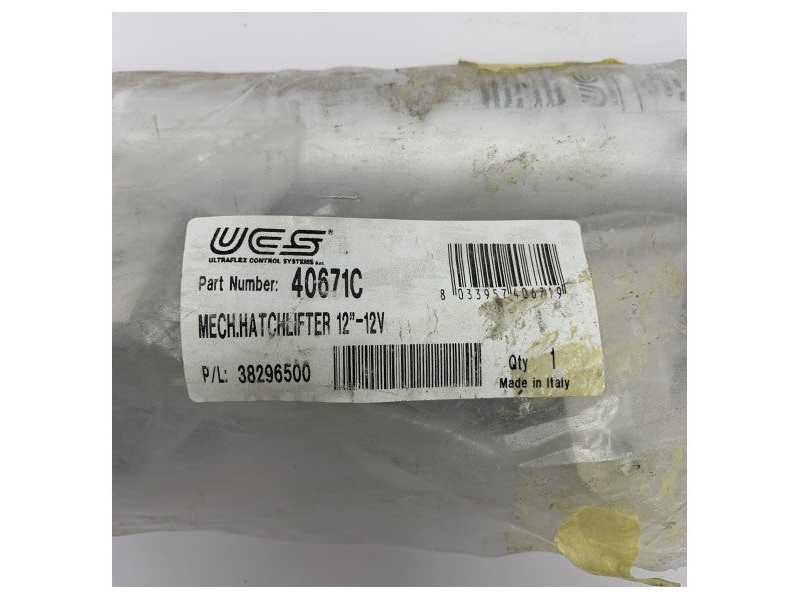 UCS®
ULTRAFLEX CONTROL SYSTEMS s.r.l.
Part Number: 40671C
8 033957 406719
MECH.HATCHLIFTER 12"-12V
P/L: 38296500
Qty 1
Made in Italy